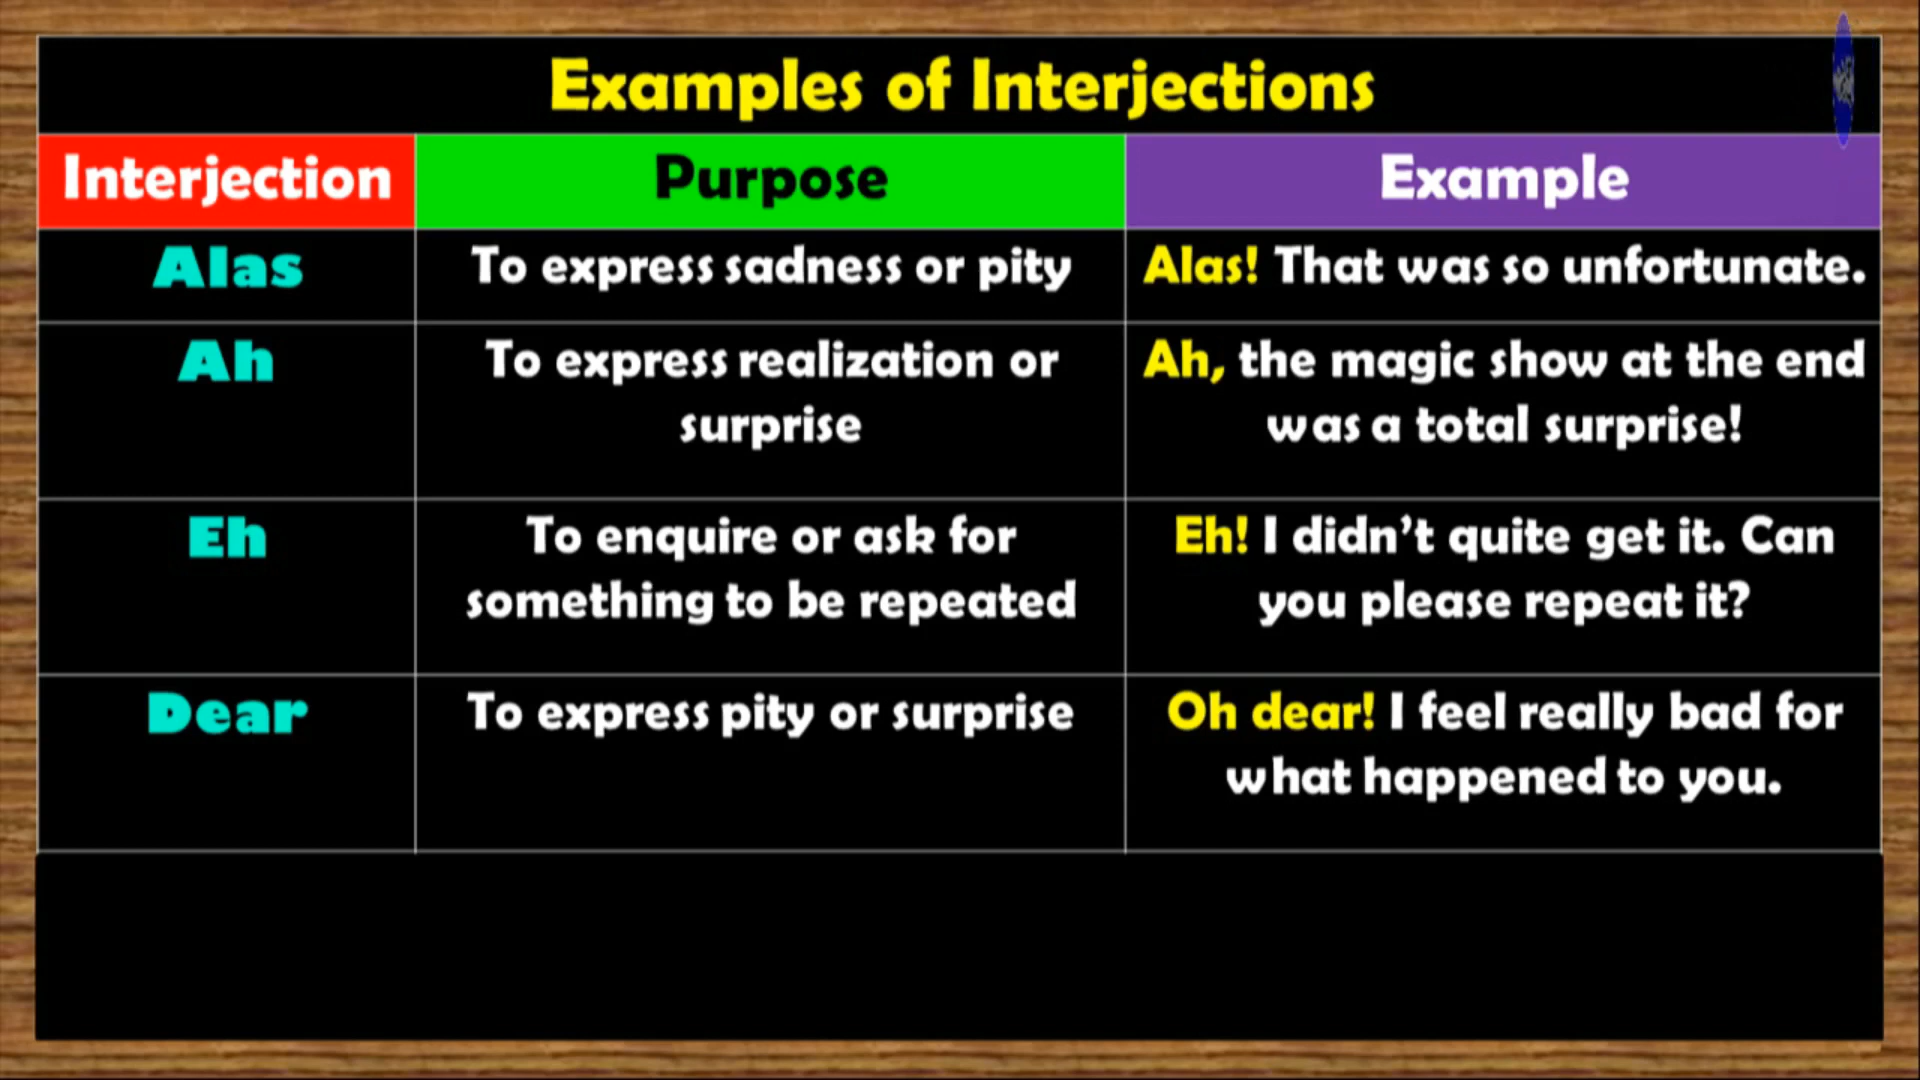 Examples of Interjections
Interjection
Purpose
Example
Alas
To express sadness or pity
Alas! That was so unfortunate.
Ah
To express realization or
surprise
Ah, the magic show at the end
was a total surprise!
Eh
To enquire or ask for
something to be repeated
Eh! I didn’t quite get it. Can
you please repeat it?
Dear
To express pity or surprise
Oh dear! I feel really bad for
what happened to you.